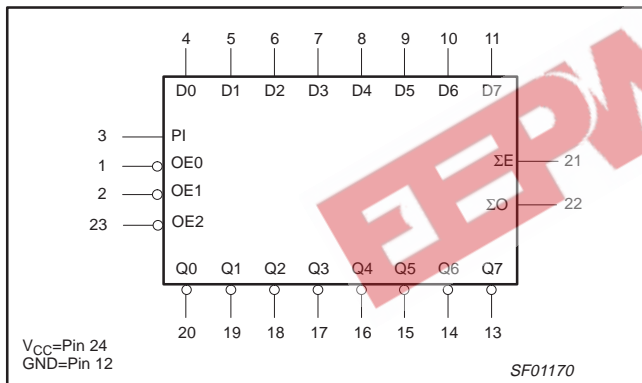 4 5 6 7 8 9 10 11
D0 D1 D2 D3 D4 D5 D6 D7
3 PI
1 OE0
ΣE 21
2 OE1
ΣO 22
23 OE2
Q0 Q1 Q2 Q3 Q4 Q5 Q6 Q7
20 19 18 17 16 15 14 13
VCC=Pin 24
GND=Pin 12
SF01170
EEPW